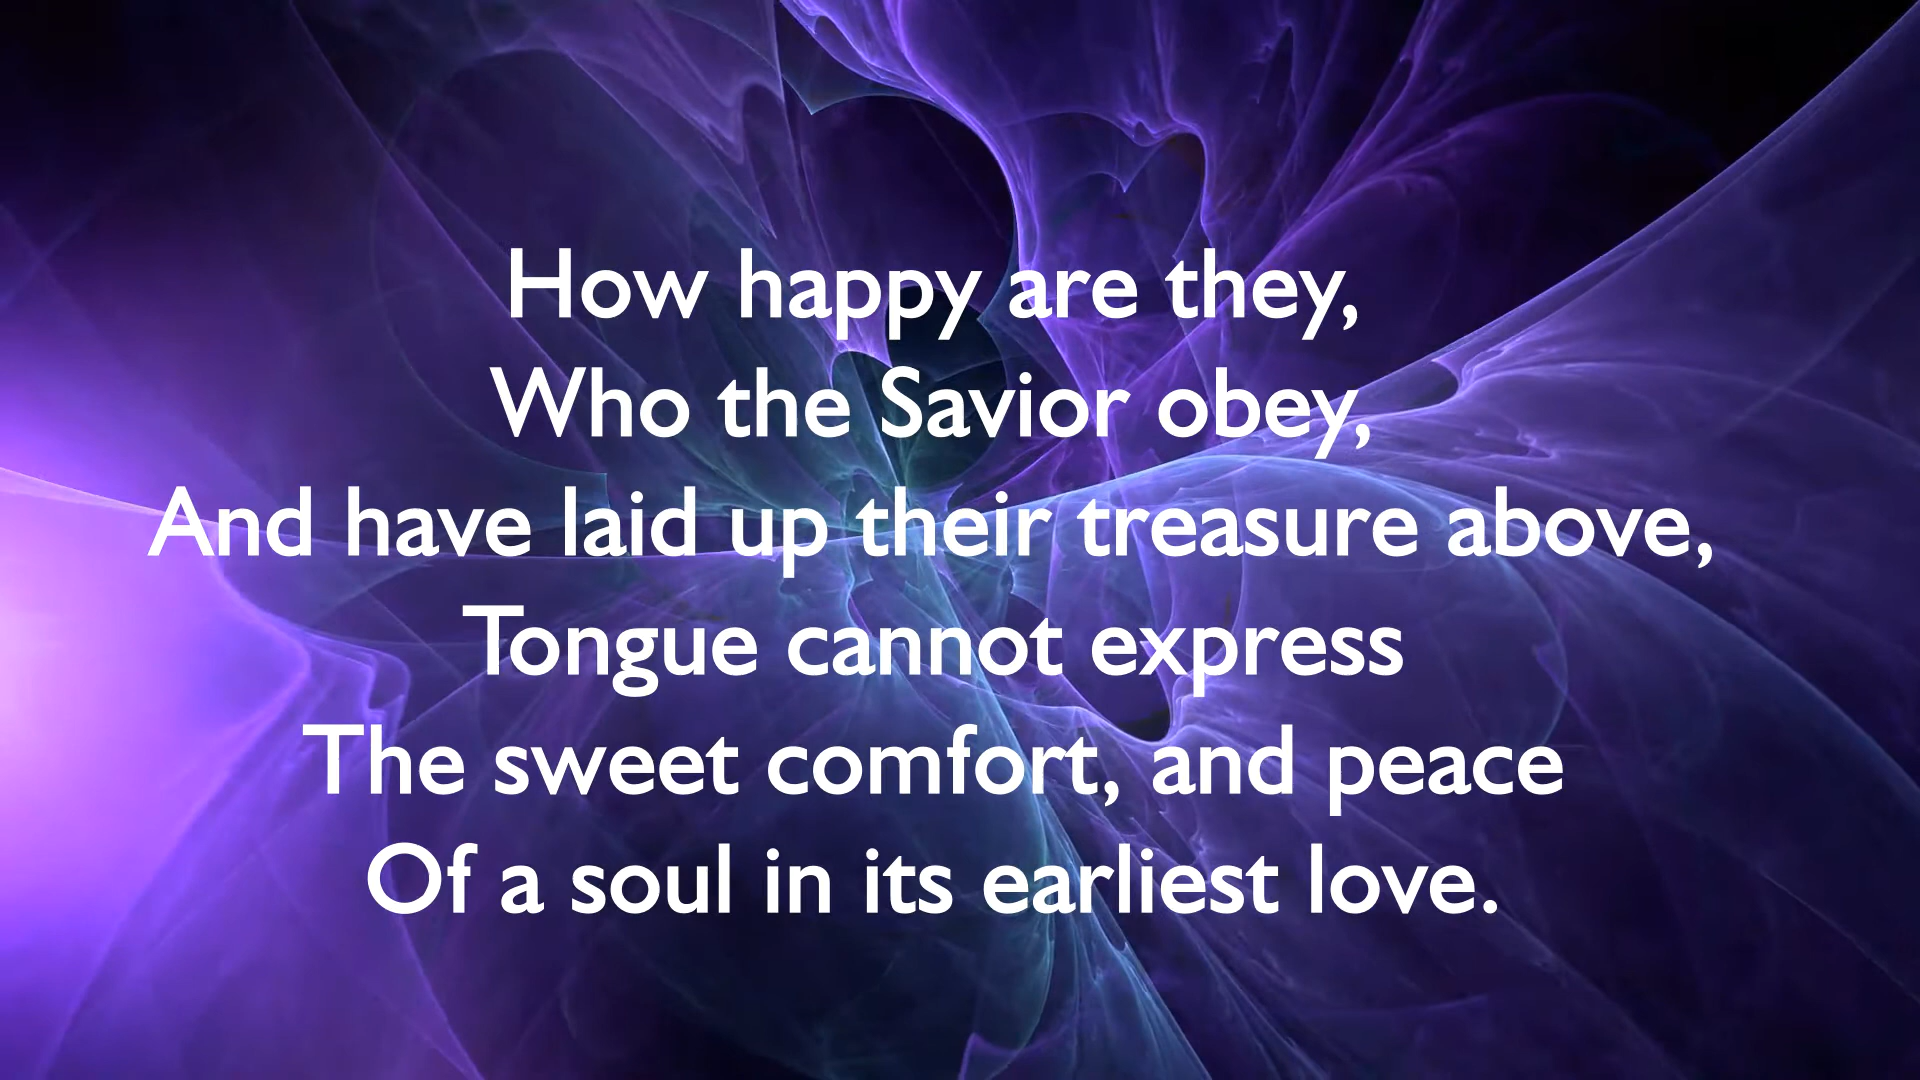 How happy are they,
Who the Savior obey,
And have laid up their treasure above,
Tongue cannot express
The sweet comfort, and peace
Of a soul in its earliest love.